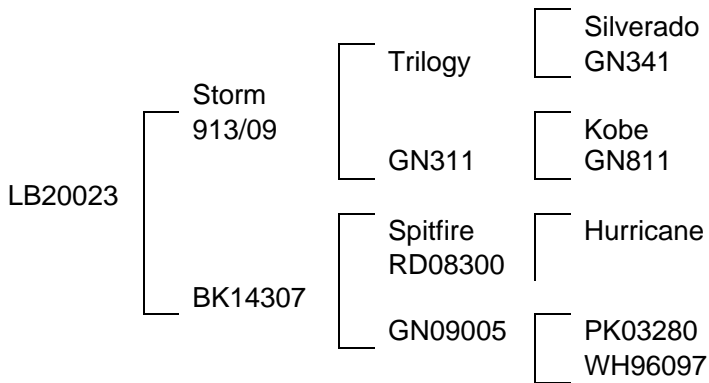 Silverado
Trilogy
GN341
Storm
913/09
Kobe
GN311
GN811
LB20023
Spitfire
Hurricane
RD08300
BK14307
GN09005
PK03280
WH96097